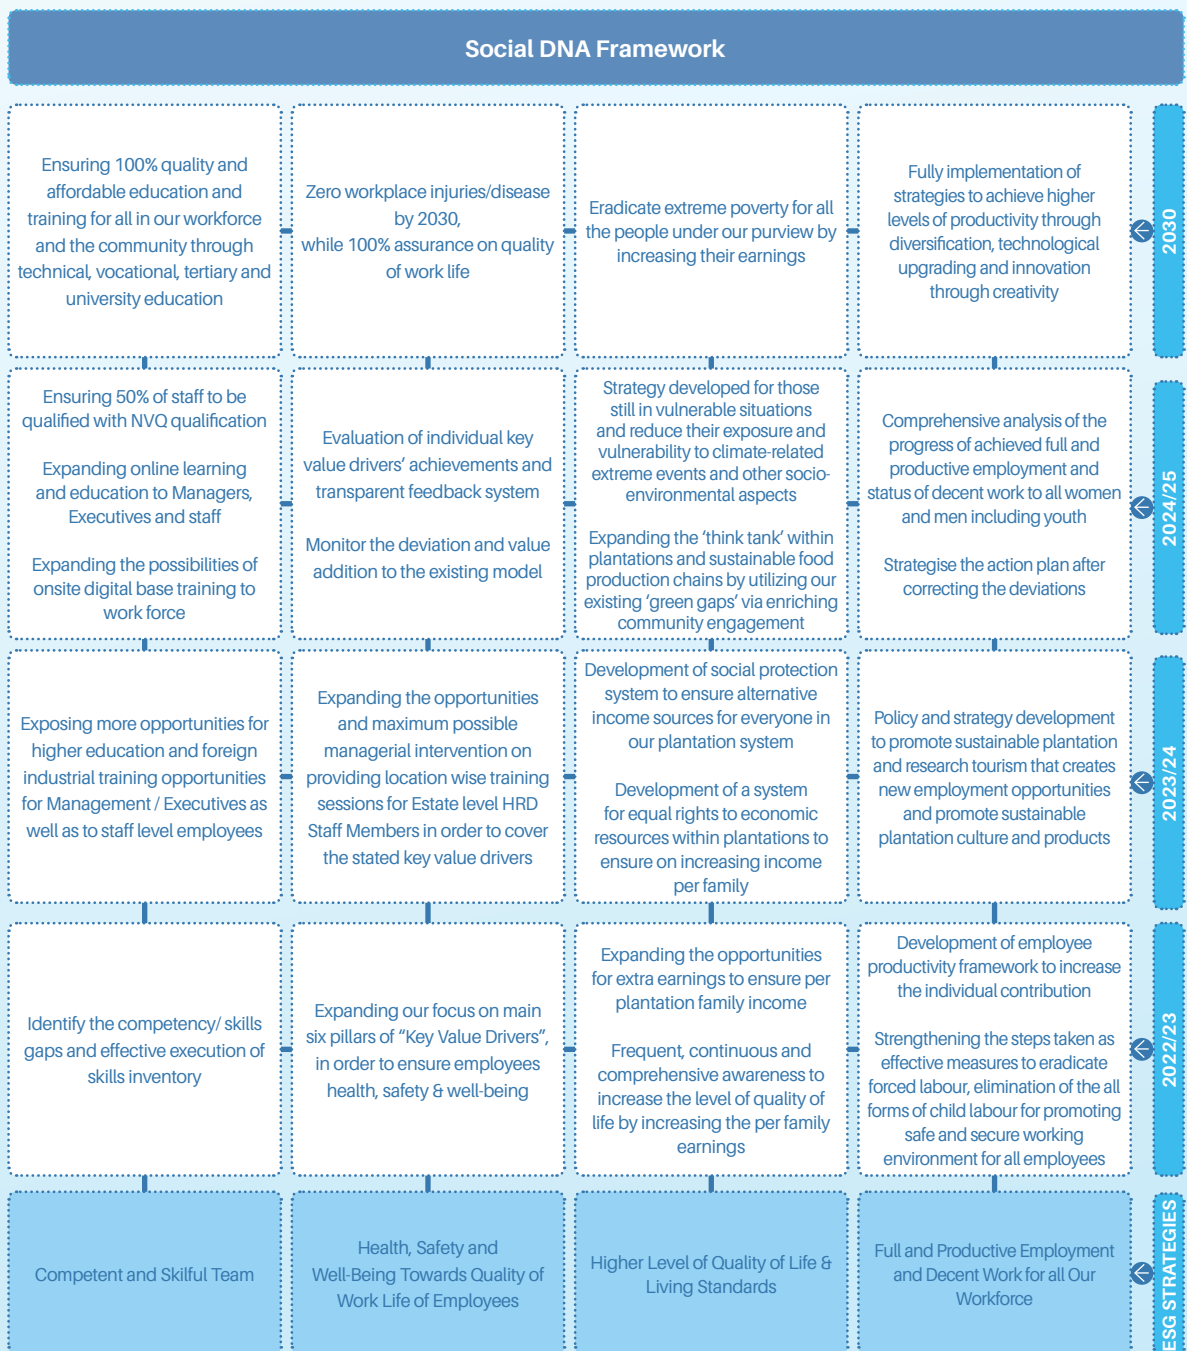 Social DNA Framework
Ensuring 100% quality and
affordable education and
training for all in our workforce
and the community through
technical, vocational, tertiary and
university education
Zero workplace injuries/disease
by 2030,
while 100% assurance on quality
of work life
Eradicate extreme poverty for all
the people under our purview by
increasing their earnings
Fully implementation of
strategies to achieve higher
levels of productivity through
diversification, technological
upgrading and innovation
through creativity
2030
Ensuring 50% of staff to be
qualified with NVQ qualification
Expanding online learning
and education to Managers,
Executives and staff
Expanding the possibilities of
onsite digital base training to
work force
Evaluation of individual key
value drivers’ achievements and
transparent feedback system
Monitor the deviation and value
addition to the existing model
Strategy developed for those
still in vulnerable situations
and reduce their exposure and
vulnerability to climate-related
extreme events and other socio-
environmental aspects
Expanding the ‘think tank’ within
plantations and sustainable food
production chains by utilizing our
existing ‘green gaps’ via enriching
community engagement
Comprehensive analysis of the
progress of achieved full and
productive employment and
status of decent work to all women
and men including youth
Strategise the action plan after
correcting the deviations
2024/25
Exposing more opportunities for
higher education and foreign
industrial training opportunities
for Management / Executives as
well as to staff level employees
Expanding the opportunities
and maximum possible
managerial intervention on
providing location wise training
sessions for Estate level HRD
Staff Members in order to cover
the stated key value drivers
Development of social protection
system to ensure alternative
income sources for everyone in
our plantation system
Development of a system
for equal rights to economic
resources within plantations to
ensure on increasing income
per family
Policy and strategy development
to promote sustainable plantation
and research tourism that creates
new employment opportunities
and promote sustainable
plantation culture and products
2023/24
Identify the competency/ skills
gaps and effective execution of
skills inventory
Expanding our focus on main
six pillars of “Key Value Drivers”,
in order to ensure employees
health, safety & well-being
Expanding the opportunities
for extra earnings to ensure per
plantation family income
Frequent, continuous and
comprehensive awareness to
increase the level of quality of
life by increasing the per family
earnings
Development of employee
productivity framework to increase
the individual contribution
Strengthening the steps taken as
effective measures to eradicate
forced labour, elimination of the all
forms of child labour for promoting
safe and secure working
environment for all employees
2022/23
Competent and Skilful Team
Health, Safety and
Well-Being Towards Quality of
Work Life of Employees
Higher Level of Quality of Life &
Living Standards
Full and Productive Employment
and Decent Work for all Our
Workforce
ESG STRATEGIES